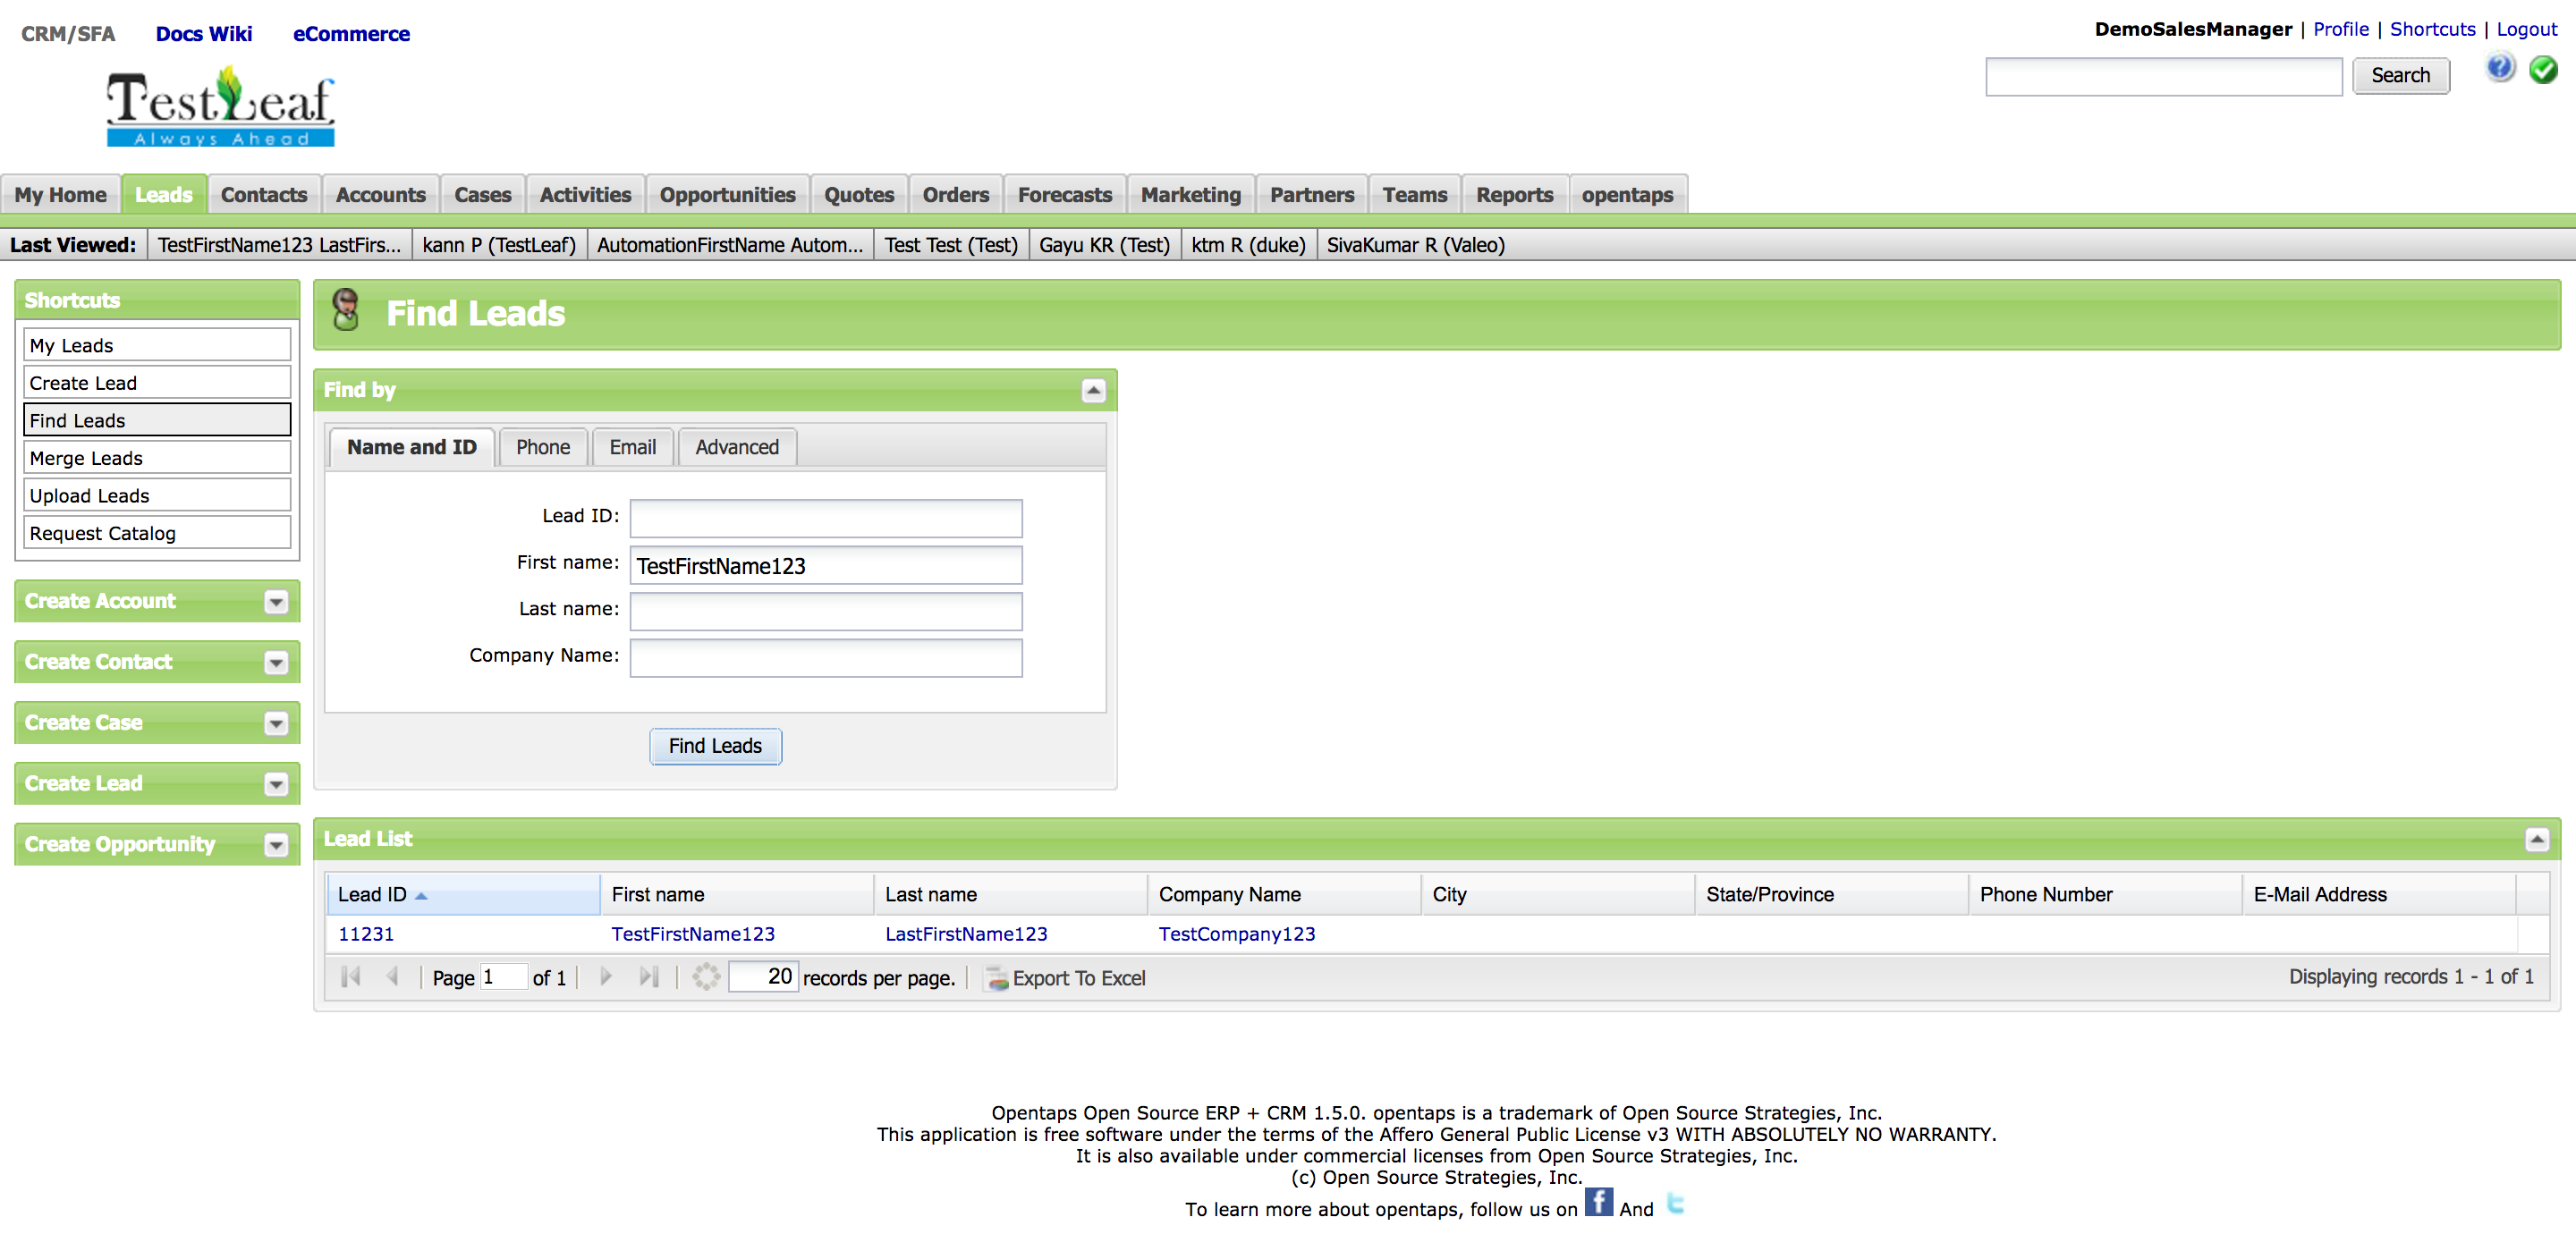 CRM/SFA Docs Wiki eCommerce
DemoSalesManager | Profile | Shortcuts | Logout
Search
TestLeaf
Always Ahead
My Home Leads Contacts Accounts Cases Activities Opportunities Quotes Orders Forecasts Marketing Partners Teams Reports opentaps
Last Viewed: TestFirstName123 LastFirs... kann P (TestLeaf) AutomationFirstName Autom... Test Test (Test) Gayu KR (Test) ktm R (duke) SivaKumar R (Valeo)
Shortcuts
My Leads
Create Lead
Find Leads
Merge Leads
Upload Leads
Request Catalog
Create Account
Create Contact
Create Case
Create Lead
Create Opportunity
Find Leads
Find by
Name and ID Phone Email Advanced
Lead ID:
First name: TestFirstName123
Last name:
Company Name:
Find Leads
Lead List
Lead ID First name Last name Company Name City State/Province Phone Number E-Mail Address
11231 TestFirstName123 LastFirstName123 TestCompany123
Page 1 of 1 20 records per page. Export To Excel Displaying records 1 - 1 of 1
Opentaps Open Source ERP + CRM 1.5.0. opentaps is a trademark of Open Source Strategies, Inc.
This application is free software under the terms of the Affero General Public License v3 WITH ABSOLUTELY NO WARRANTY.
It is also available under commercial licenses from Open Source Strategies, Inc.
(c) Open Source Strategies, Inc.
To learn more about opentaps, follow us on f And t